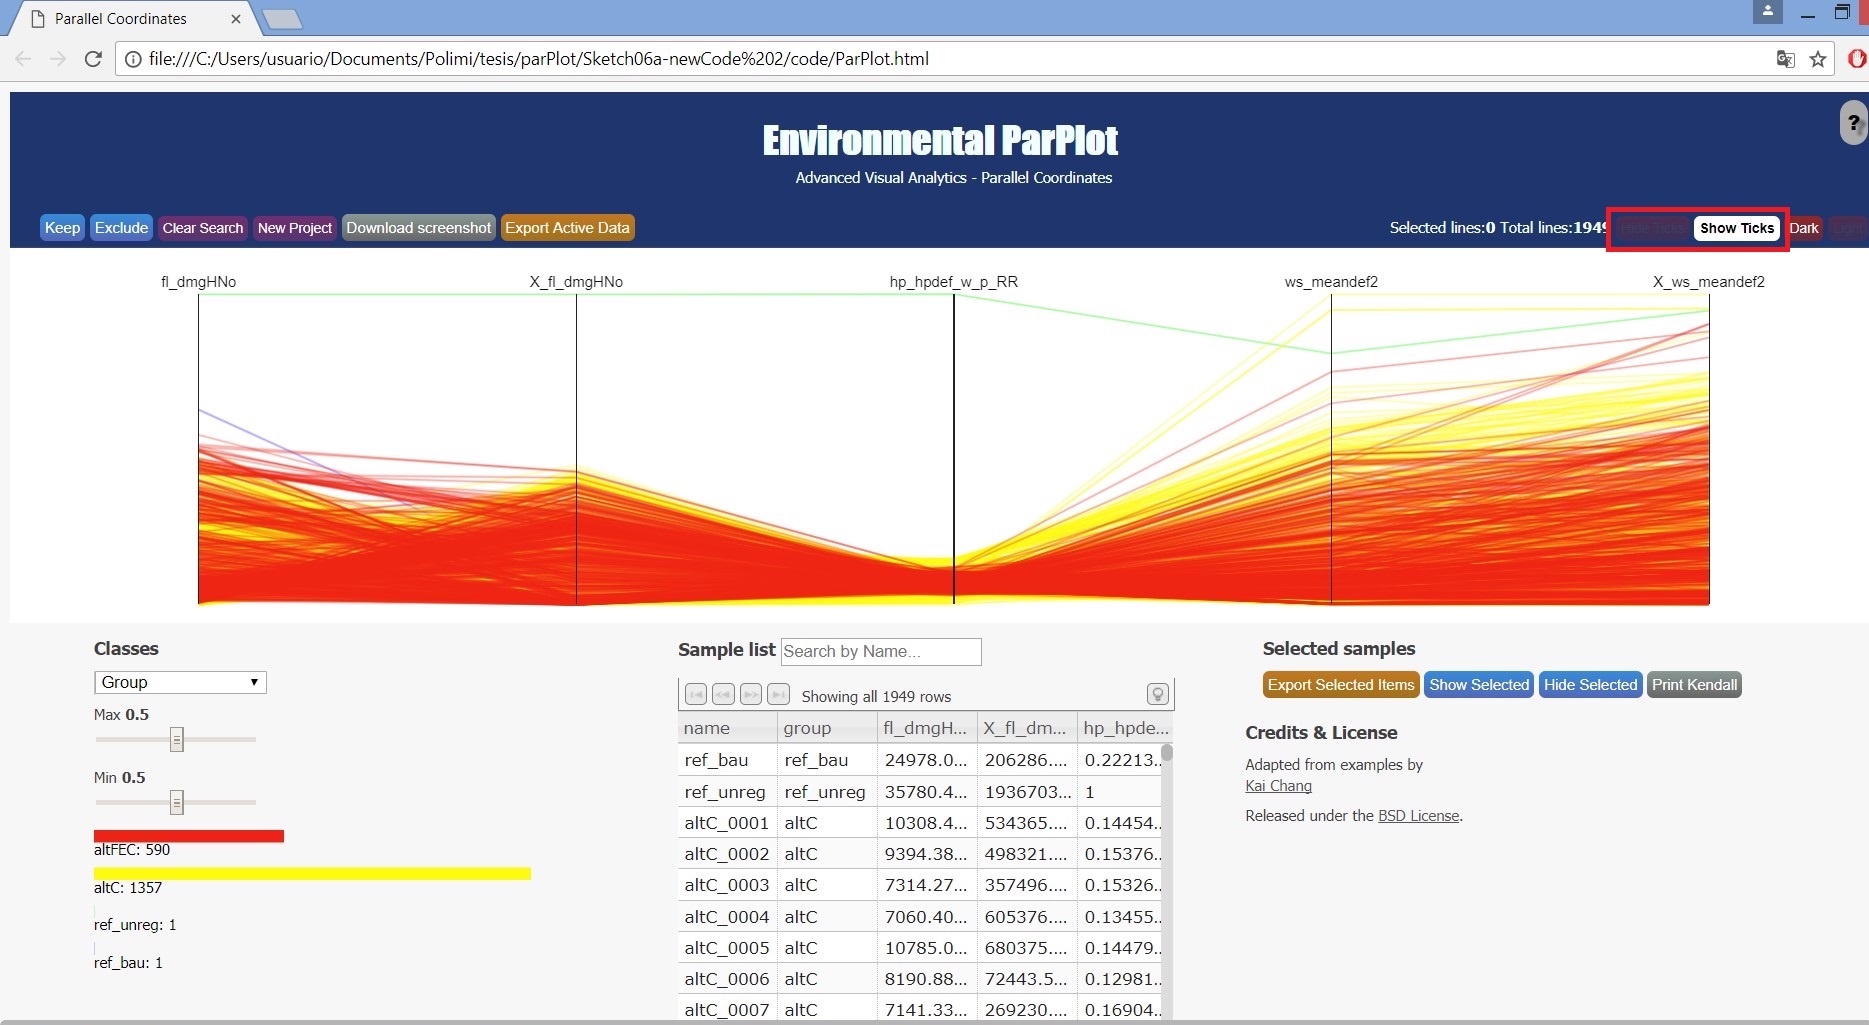 Parallel Coordinates
file:///C:/Users/usuario/Documents/Polimi/tesis/parPlot/Sketch06a-newCode%202/code/ParPlot.html
?
Environmental ParPlot
Advanced Visual Analytics - Parallel Coordinates
Keep Exclude Clear Search New Project Download screenshot Export Active Data Selected lines:0 Total lines:1949 Hide Ticks Show Ticks Dark Light
fl_dmgHNo X_fl_dmgHNo hp_hpdef_w_p_RR ws_meandef2 X_ws_meandef2
Classes
Group
Max 0.5
Min 0.5
altFEC: 590
altC: 1357
ref_unreg: 1
ref_bau: 1
Sample list Search by Name...
Showing all 1949 rows
name group fl_dmgH... X_fl_dm... hp_hpde...
ref_bau ref_bau 24978.0... 206286.... 0.22213..
ref_unreg ref_unreg 35780.4... 1936703... 1
altC_0001 altC 10308.4... 534365.... 0.14454..
altC_0002 altC 9394.38... 498321.... 0.15376..
altC_0003 altC 7314.27... 357496.... 0.15326..
altC_0004 altC 7060.40... 605376.... 0.13455..
altC_0005 altC 10785.0... 680375.... 0.14479..
altC_0006 altC 8190.88... 72443.5... 0.12981..
altC_0007 altC 7141.33... 269230.... 0.16904..
Selected samples
Export Selected Items Show Selected Hide Selected Print Kendall
Credits & License
Adapted from examples by
Kai Chang
Released under the BSD License.